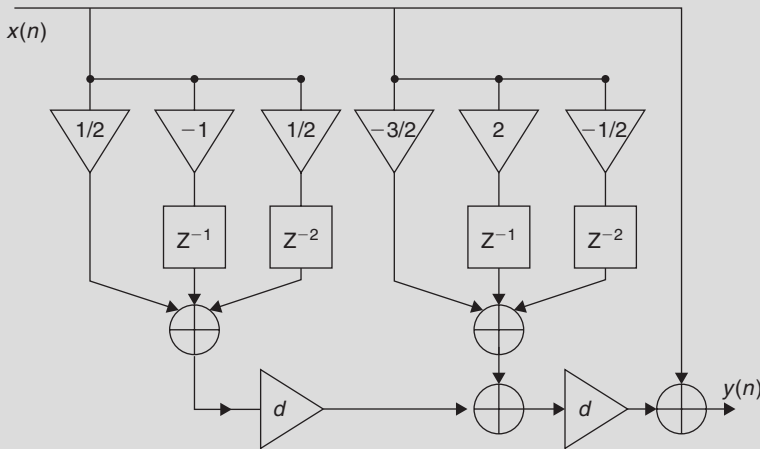 x(n)
1/2
−1
1/2
−3/2
2
−1/2
Z⁻¹
Z⁻²
Z⁻¹
Z⁻²
d
d
y(n)